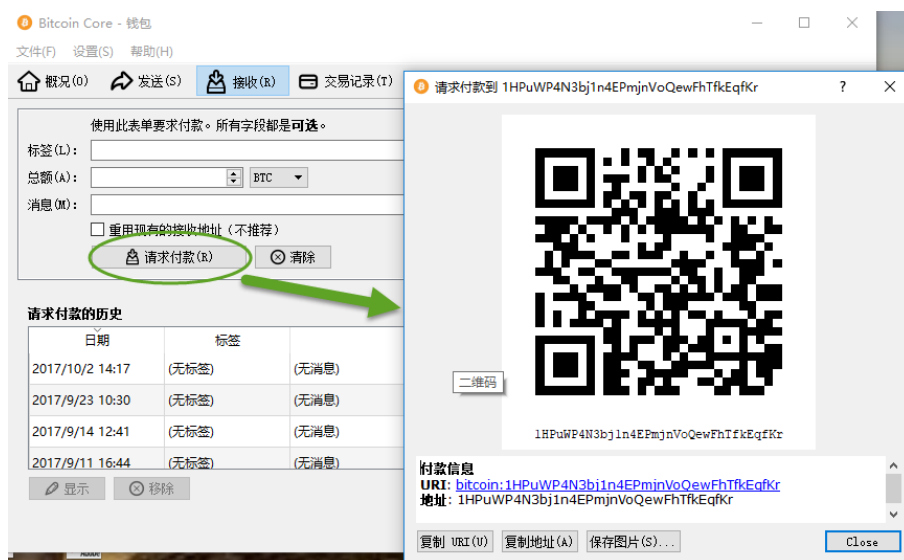 Bitcoin Core - 钱包
文件(F) 设置(S) 帮助(H)
概况(O) 发送(S) 接收(R) 交易记录(T)
使用此表单要求付款。所有字段都是可选。
标签(L):
总额(A): BTC
消息(M):
重用现有的接收地址（不推荐）
请求付款(R) 清除
请求付款的历史
日期 标签
2017/10/2 14:17 (无标签) (无消息)
2017/9/23 10:30 (无标签) (无消息)
2017/9/14 12:41 (无标签) (无消息)
2017/9/11 16:44 (无标签) (无消息)
显示 移除
请求付款到 1HPuWP4N3bj1n4EPmjnVoQewFhTfkEqfKr
二维码
1HPuWP4N3bj1n4EPmjnVoQewFhTfkEqfKr
付款信息
URI: bitcoin:1HPuWP4N3bj1n4EPmjnVoQewFhTfkEqfKr
地址: 1HPuWP4N3bj1n4EPmjnVoQewFhTfkEqfKr
复制 URI(U) 复制地址(A) 保存图片(S)... Close